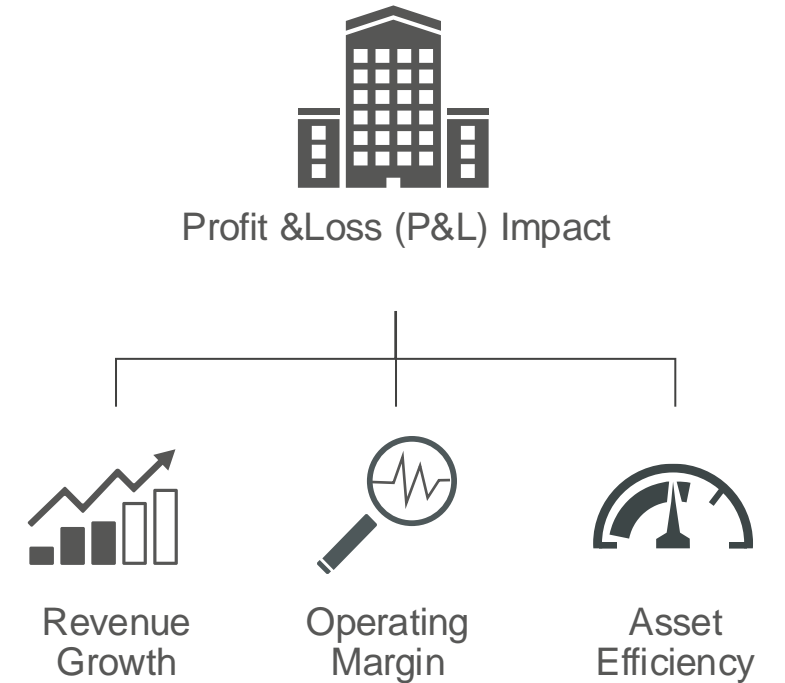 Profit &Loss (P&L) Impact
Revenue
Growth
Operating
Margin
Asset
Efficiency